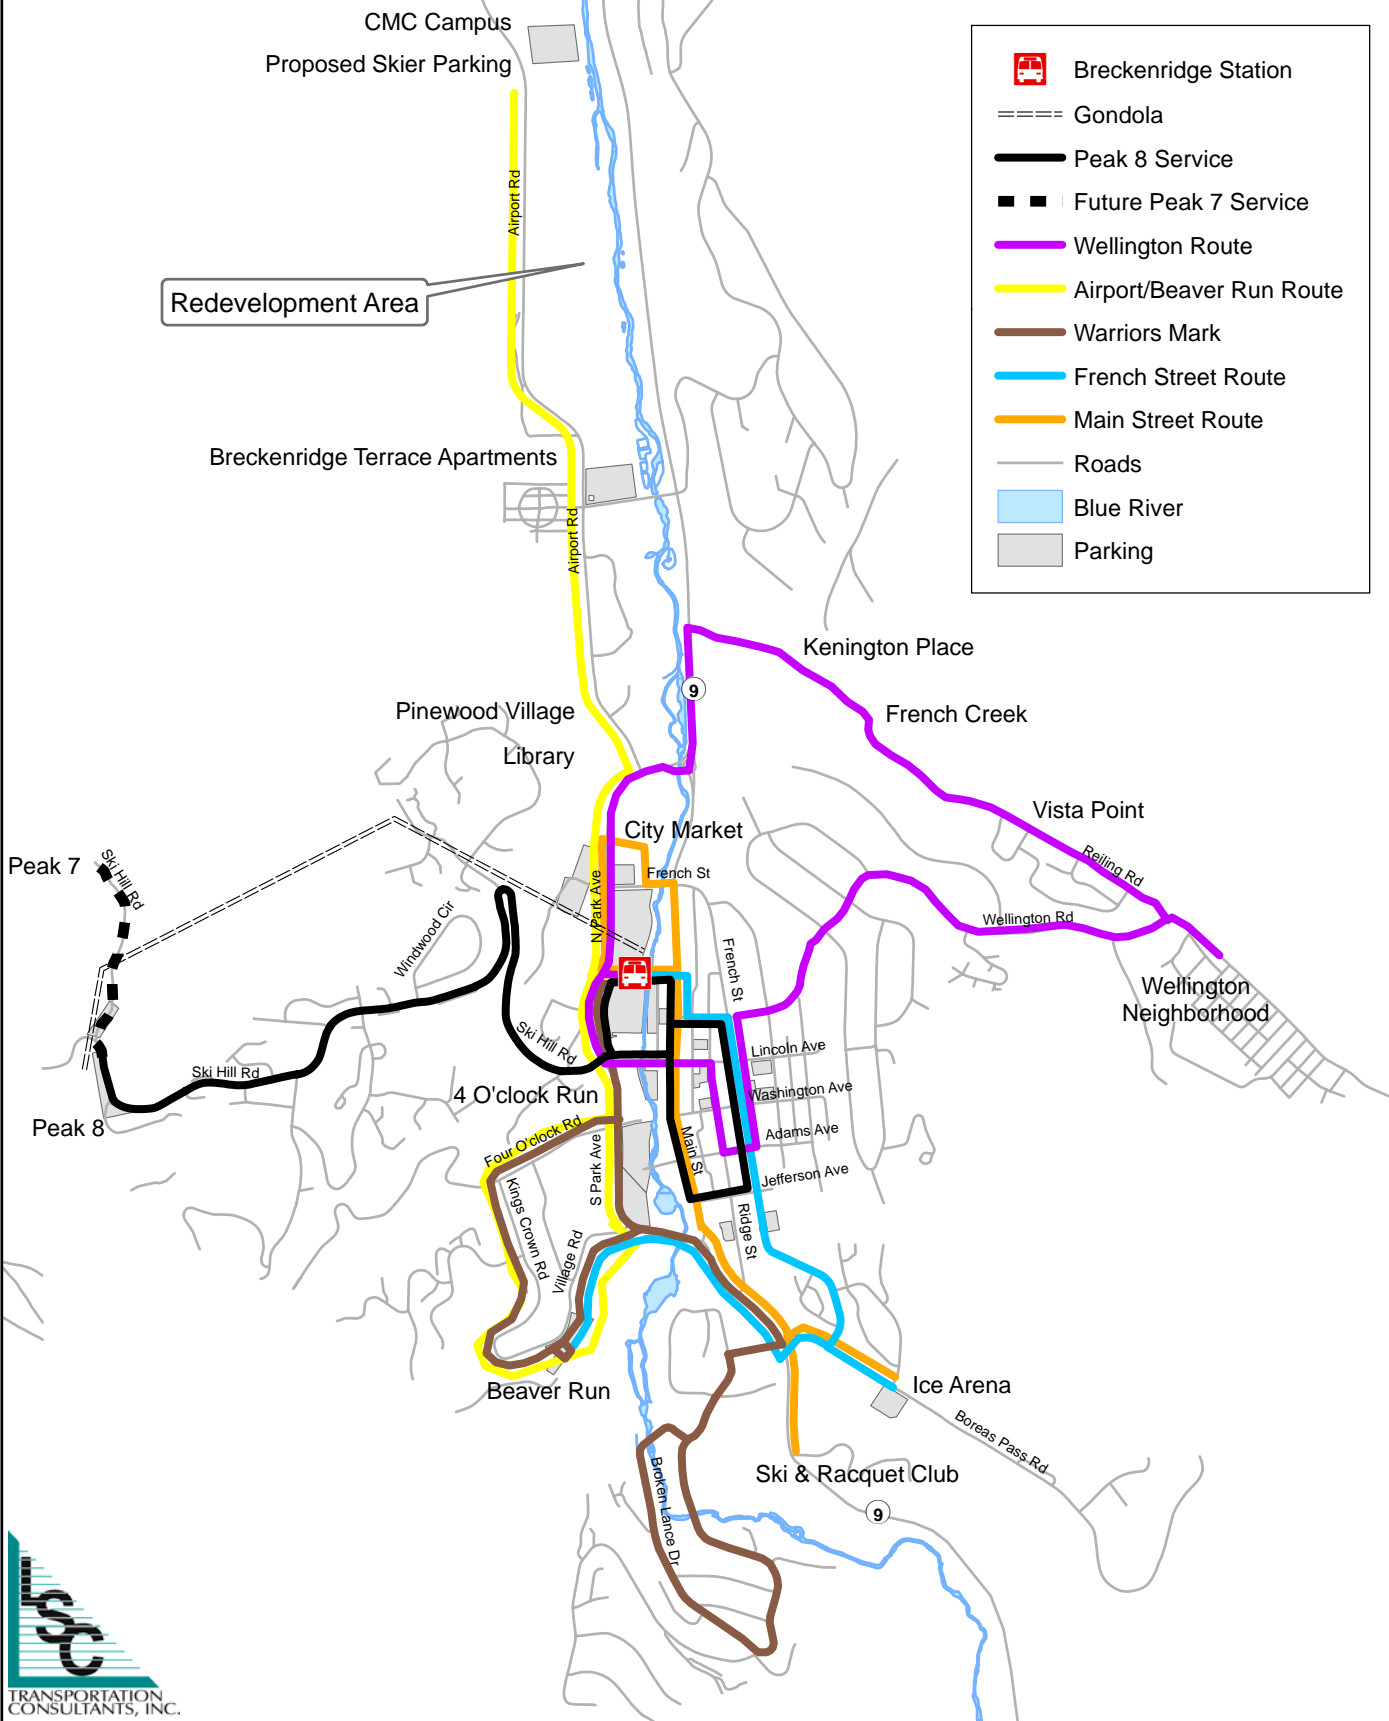 CMC Campus
Proposed Skier Parking
Airport Rd
Redevelopment Area
Breckenridge Station
Gondola
Peak 8 Service
Future Peak 7 Service
Wellington Route
Airport/Beaver Run Route
Warriors Mark
French Street Route
Main Street Route
Roads
Blue River
Parking
Breckenridge Terrace Apartments
Airport Rd
Kenington Place
9
Pinewood Village
French Creek
Library
Vista Point
City Market
Reiling Rd
Peak 7
Ski Hill Rd
French St
N Park Ave
Windwood Cir
Wellington Rd
French St
Wellington
Neighborhood
Ski Hill Rd
Lincoln Ave
Ski Hill Rd
4 O'clock Run
Washington Ave
Peak 8
Four O'clock Rd
Main St
Adams Ave
S Park Ave
Jefferson Ave
Kings Crown Rd
Village Rd
Ridge St
Beaver Run
Ice Arena
Boreas Pass Rd
Ski & Racquet Club
Broken Lance Dr
9
LSC
TRANSPORTATION
CONSULTANTS, INC.